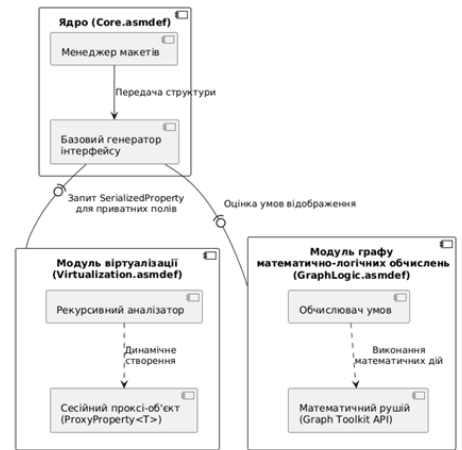 Ядро (Core.asmdef)
Менеджер макетів
Передача структури
Базовий генератор
інтерфейсу
Запит SerializedProperty
для приватних полів
Оцінка умов відображення
Модуль віртуалізації
(Virtualization.asmdef)
Рекурсивний аналізатор
Динамічне
створення
Сесійний проксі-об'єкт
(ProxyProperty<T>)
Модуль графу
математично-логічних обчислень
(GraphLogic.asmdef)
Обчислювач умов
Виконання
математичних дій
Математичний рушій
(Graph Toolkit API)